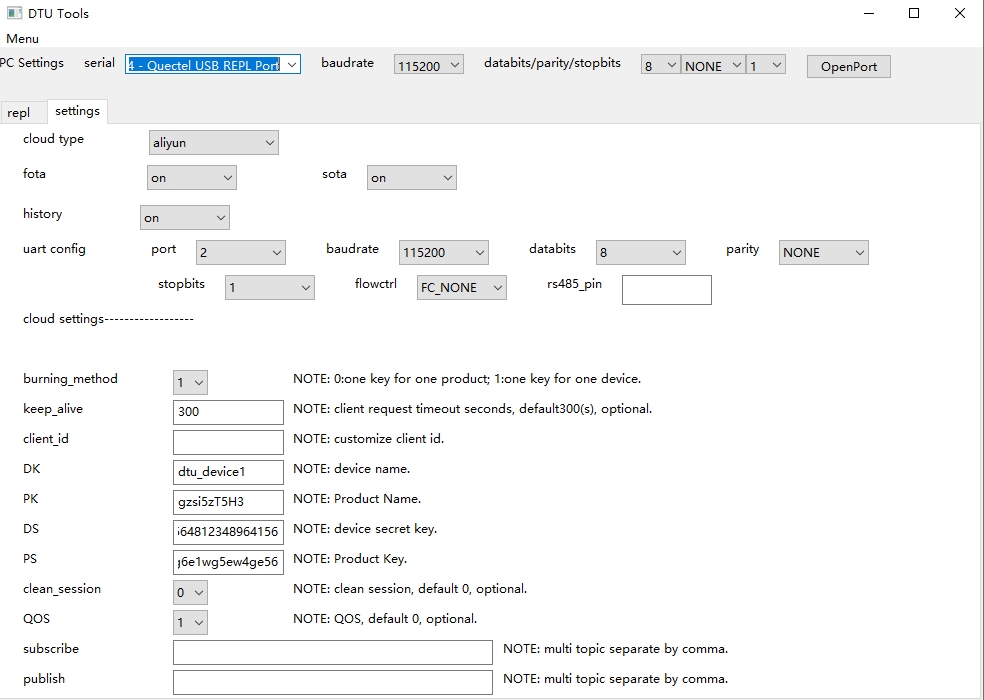 DTU Tools
Menu
PC Settings serial 4 - Quectel USB REPL Port baudrate 115200 databits/parity/stopbits 8 NONE 1 OpenPort
repl settings
cloud type aliyun
fota on sota on
history on
uart config port 2 baudrate 115200 databits 8 parity NONE
stopbits 1 flowctrl FC_NONE rs485_pin
cloud settings------------------
burning_method 1 NOTE: 0:one key for one product; 1:one key for one device.
keep_alive 300 NOTE: client request timeout seconds, default300(s), optional.
client_id NOTE: customize client id.
DK dtu_device1 NOTE: device name.
PK gzsi5zT5H3 NOTE: Product Name.
DS 64812348964156 NOTE: device secret key.
PS 6e1wg5ew4ge56 NOTE: Product Key.
clean_session 0 NOTE: clean session, default 0, optional.
QOS 1 NOTE: QOS, default 0, optional.
subscribe NOTE: multi topic separate by comma.
publish NOTE: multi topic separate by comma.